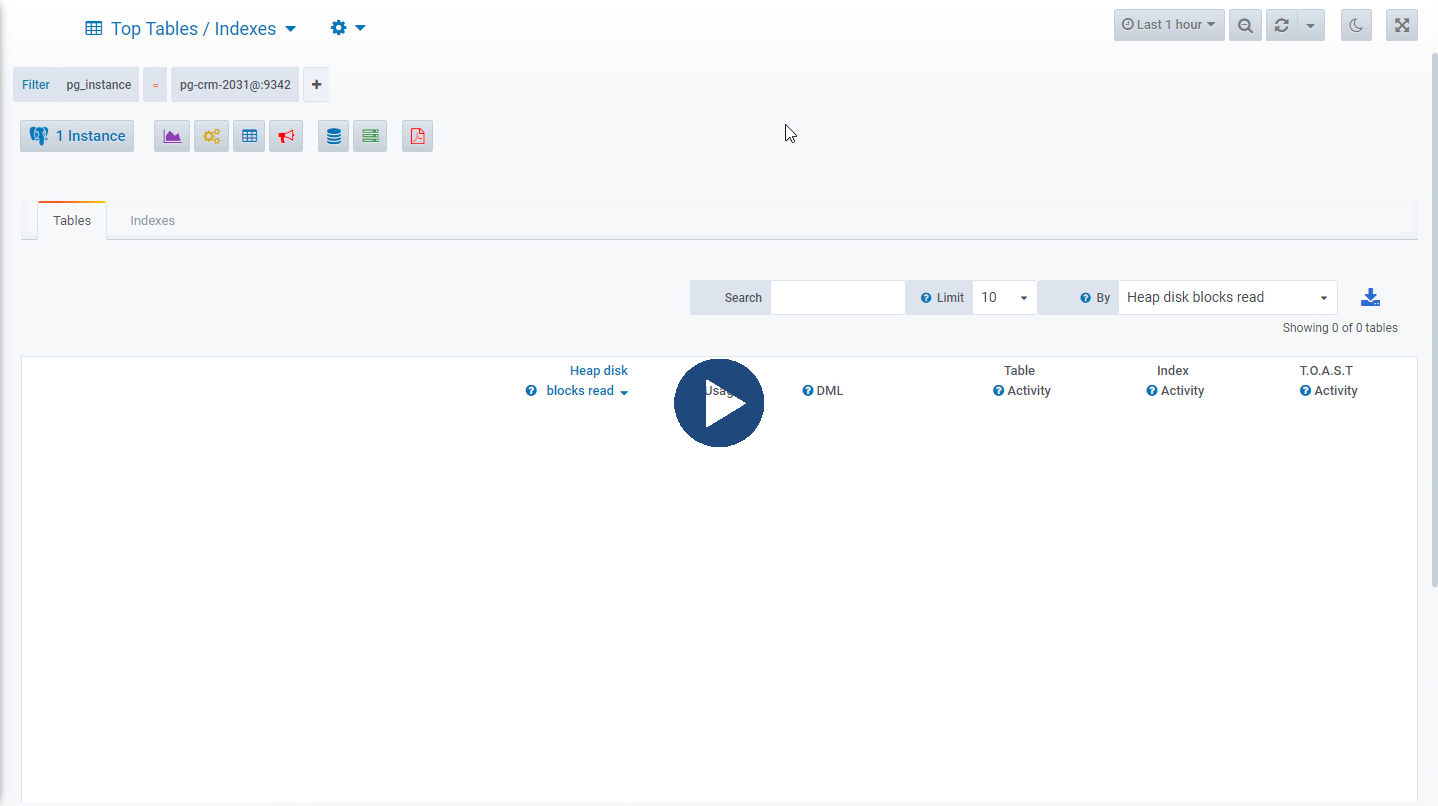 Top Tables / Indexes
Last 1 hour
Filter pg_instance = pg-crm-2031@:9342 +
1 Instance
Tables Indexes
Search Limit 10 By Heap disk blocks read
Showing 0 of 0 tables
Heap disk Table Index T.O.A.S.T
blocks read DML Activity Activity Activity